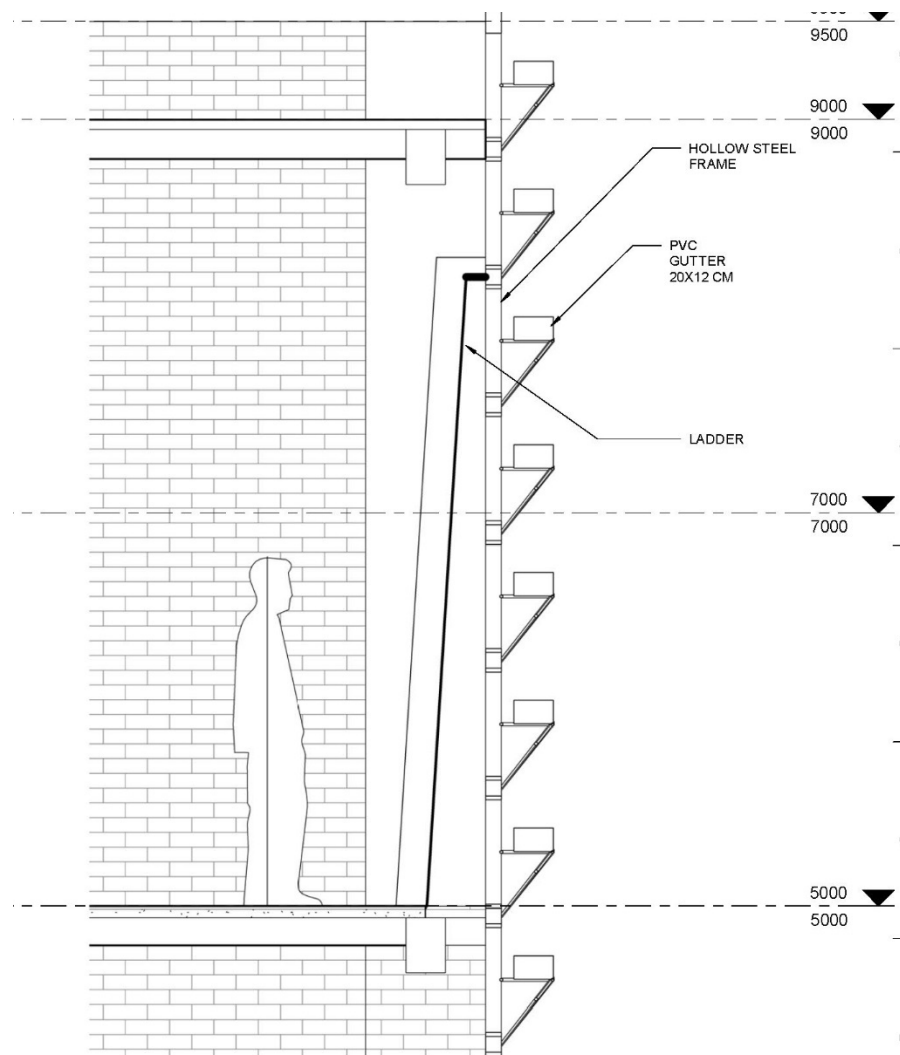 9500
9000
9000
HOLLOW STEEL
FRAME
PVC
GUTTER
20X12 CM
LADDER
7000
7000
5000
5000